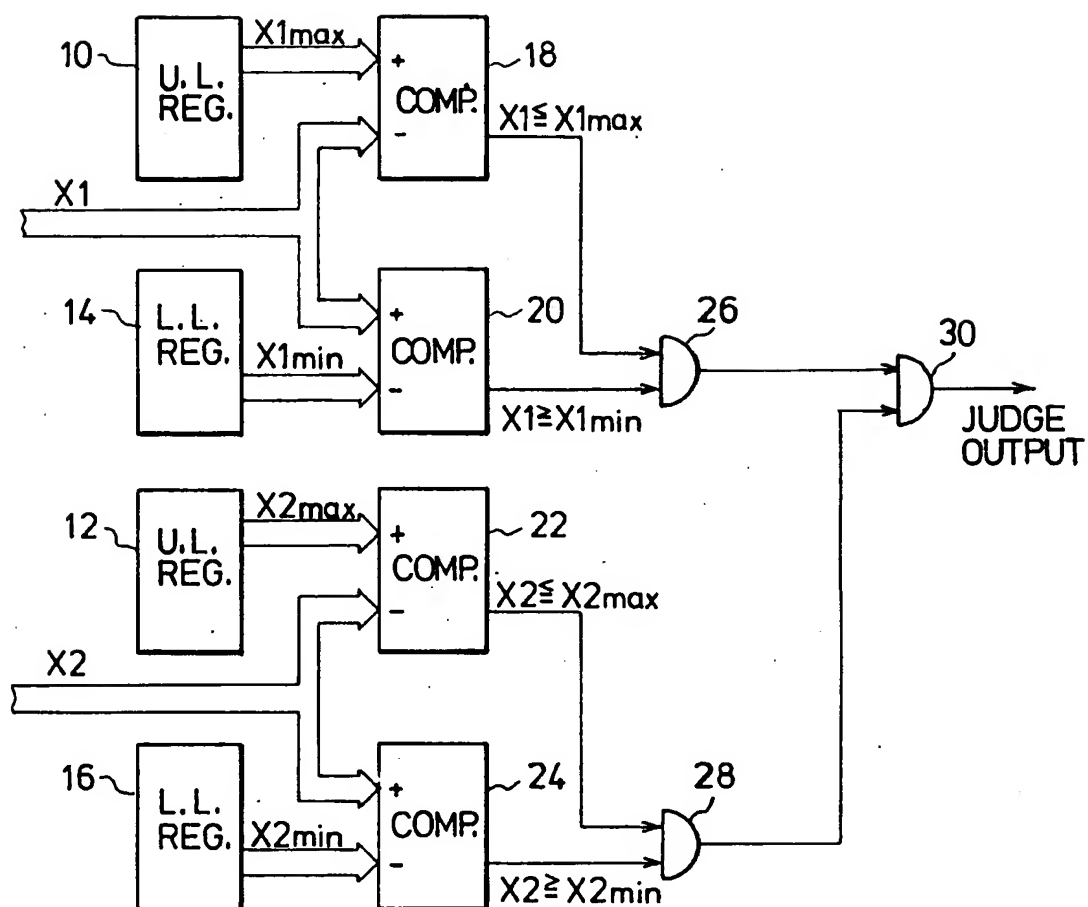 10
U.L.
REG.
X1max
+
COMP.
-
18
X1≦X1max
X1
14
L.L.
REG.
X1min
+
COMP.
-
20
X1≧X1min
26
30
JUDGE
OUTPUT
12
U.L.
REG.
X2max
+
COMP.
-
22
X2≦X2max
X2
16
L.L.
REG.
X2min
+
COMP.
-
24
X2≧X2min
28